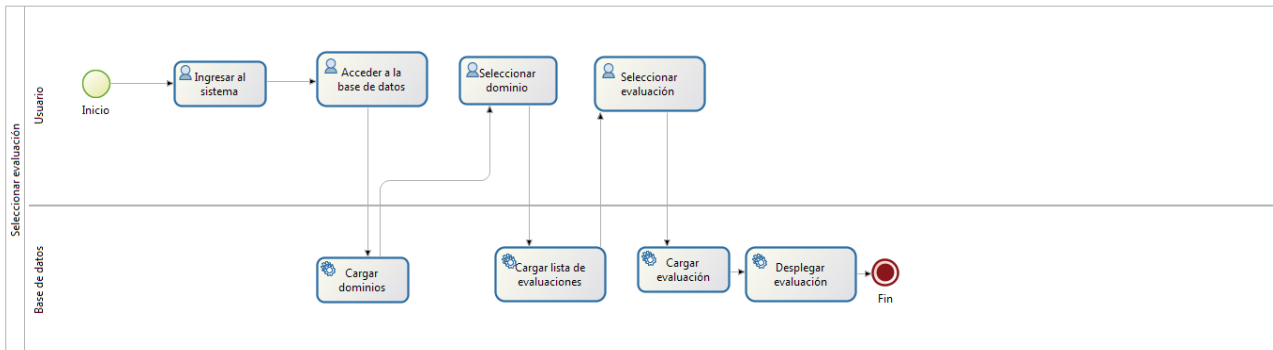 Seleccionar evaluación
Usuario
Inicio
Ingresar al
sistema
Acceder a la
base de datos
Seleccionar
dominio
Seleccionar
evaluación
Base de datos
Cargar
dominios
Cargar lista de
evaluaciones
Cargar
evaluación
Desplegar
evaluación
Fin